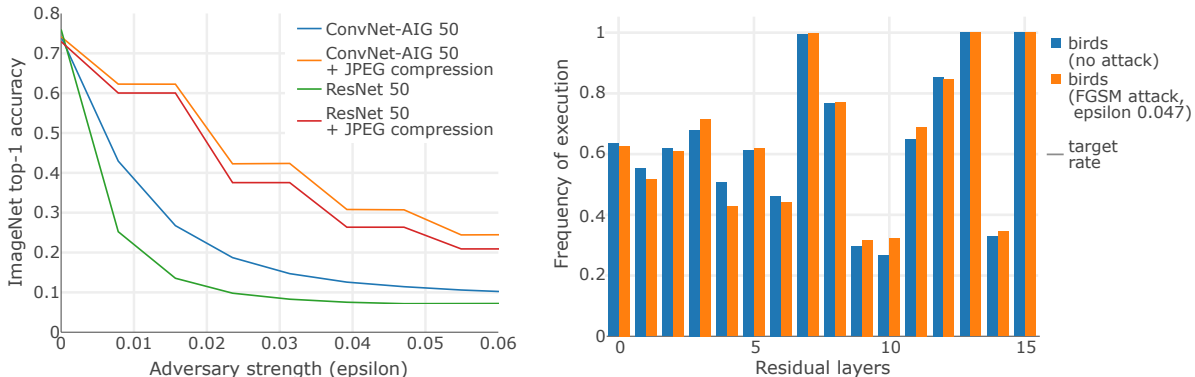 0.8
0.7
0.6
0.5
0.4
0.3
0.2
0.1
0
ImageNet top-1 accuracy
0
0.01
0.02
0.03
0.04
0.05
0.06
Adversary strength (epsilon)
ConvNet-AIG 50
ConvNet-AIG 50
+ JPEG compression
ResNet 50
ResNet 50
+ JPEG compression
1
0.8
0.6
0.4
0.2
0
Frequency of execution
0
5
10
15
Residual layers
birds
(no attack)
birds
(FGSM attack,
epsilon 0.047)
target
rate